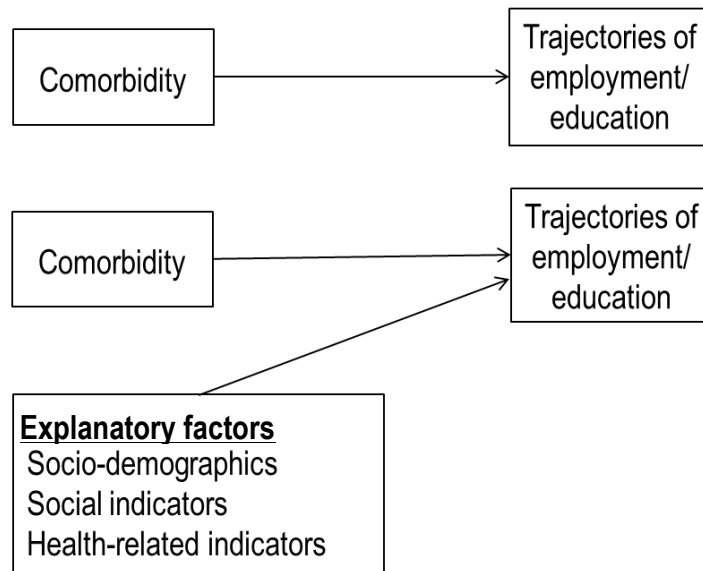 Comorbidity
Trajectories of
employment/
education
Comorbidity
Trajectories of
employment/
education
Explanatory factors
Socio-demographics
Social indicators
Health-related indicators